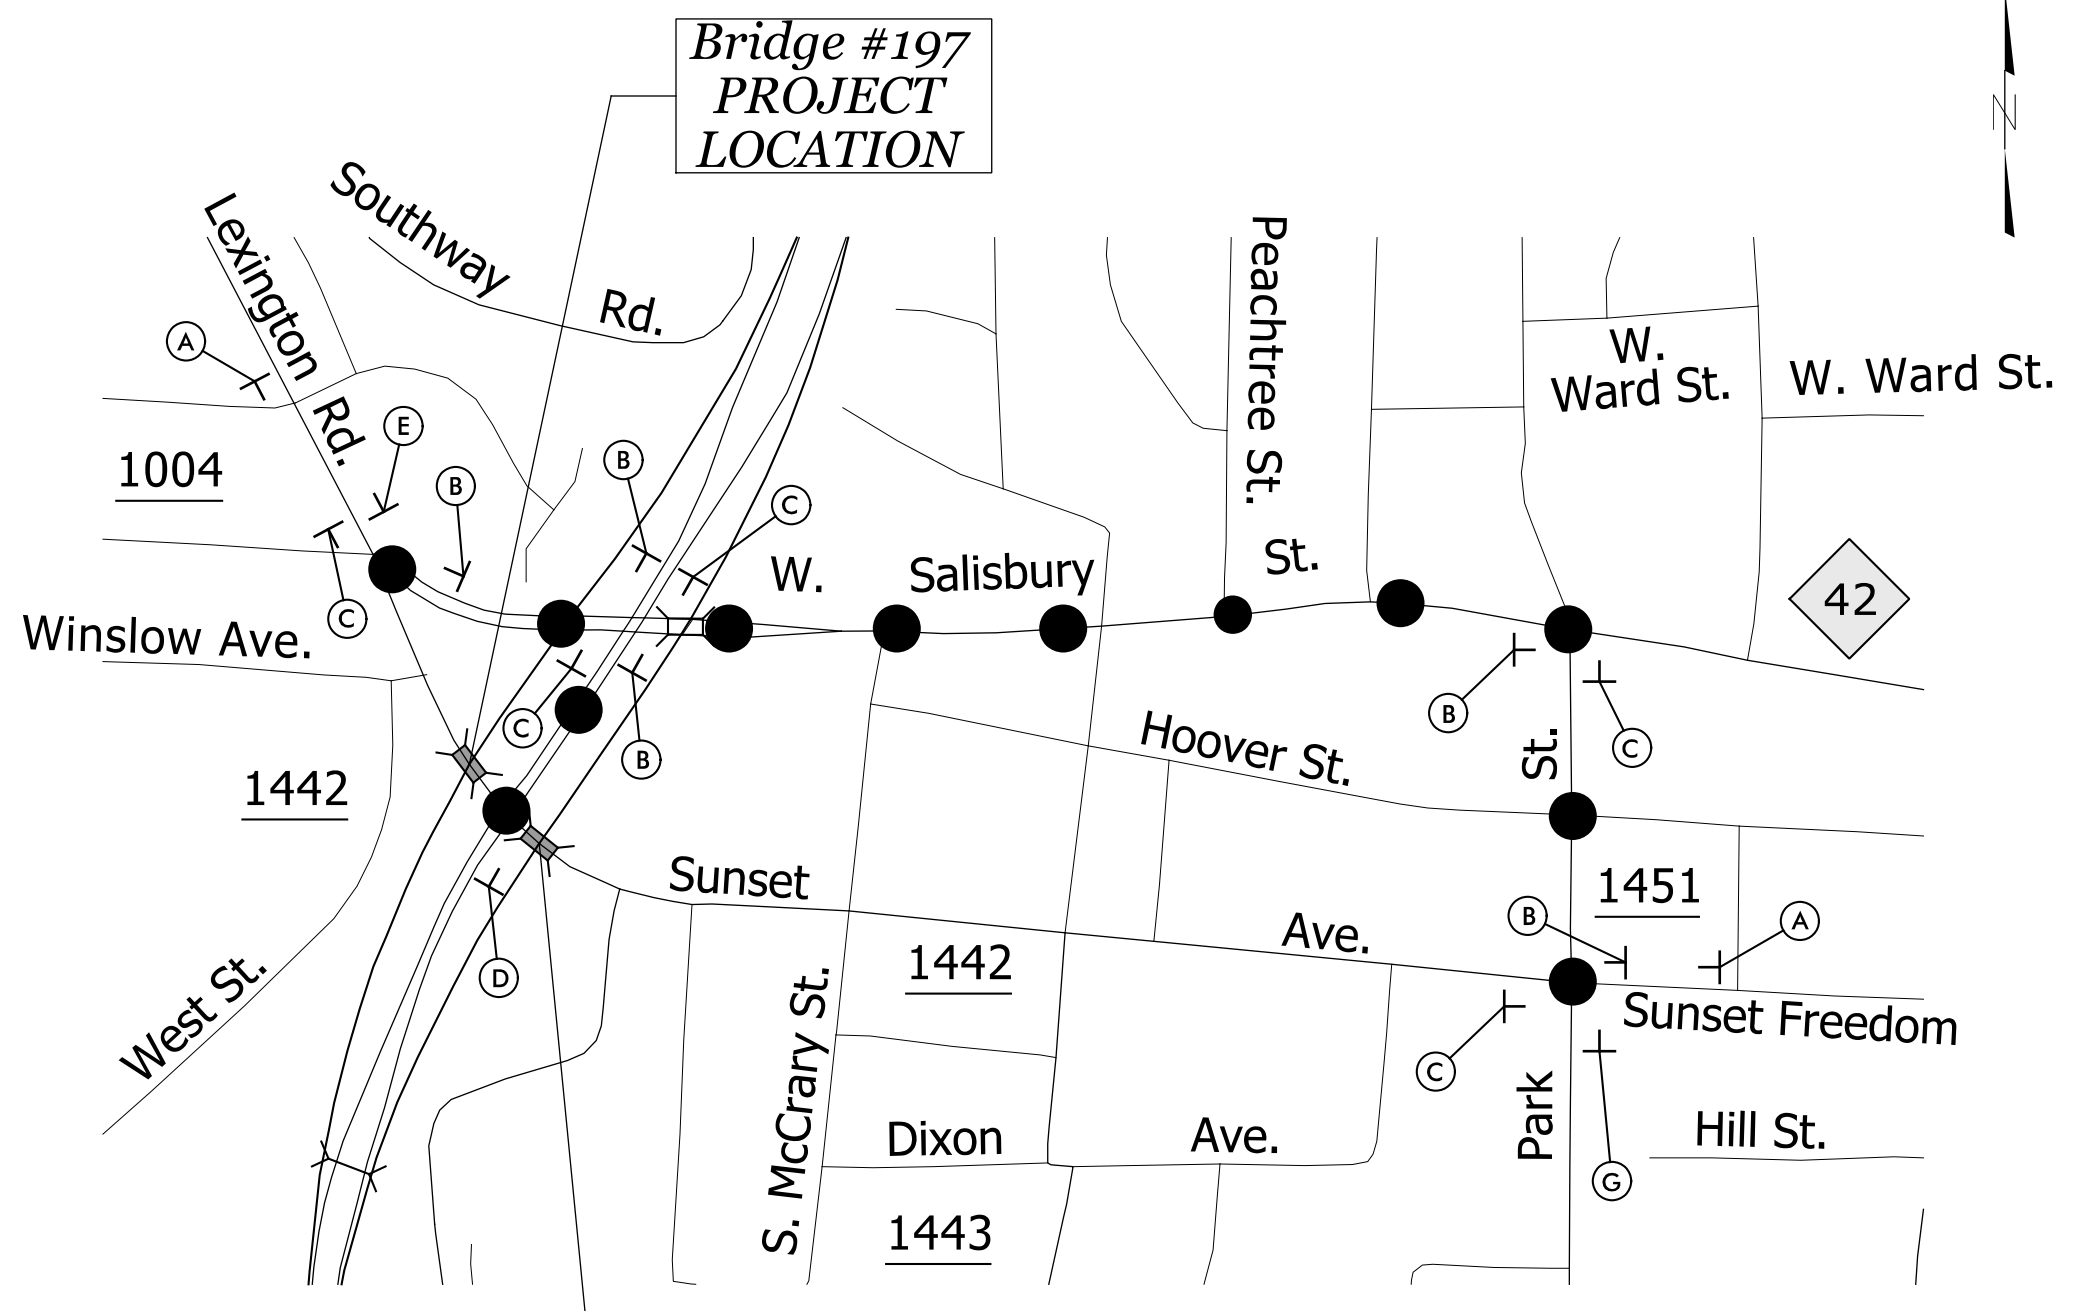 Bridge #197
PROJECT
LOCATION
N
Southway
Rd.
Lexington
Rd.
Peachtree St.
W.
Ward St.
W. Ward St.
A
E
B
B
C
1004
W.
Salisbury
St.
42
C
Winslow Ave.
C
B
B
C
Hoover St.
St.
1442
Sunset
1451
B
A
Ave.
D
1442
West St.
S. McCrary St.
Sunset Freedom
C
Park
Dixon
Ave.
Hill St.
G
1443